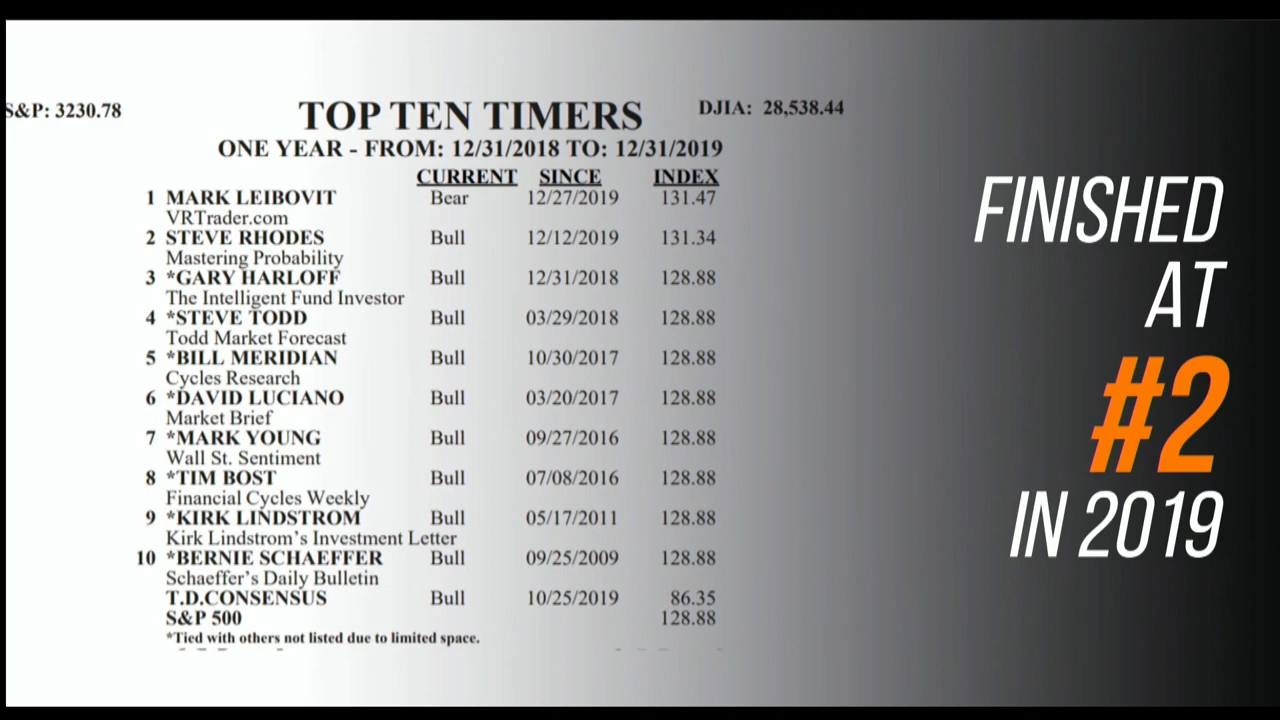 S&P: 3230.78
TOP TEN TIMERS
DJIA: 28,538.44
ONE YEAR - FROM: 12/31/2018 TO: 12/31/2019
CURRENT SINCE INDEX
1 MARK LEIBOVIT Bear 12/27/2019 131.47
VRTrader.com
2 STEVE RHODES Bull 12/12/2019 131.34
Mastering Probability
3 *GARY HARLOFF Bull 12/31/2018 128.88
The Intelligent Fund Investor
4 *STEVE TODD Bull 03/29/2018 128.88
Todd Market Forecast
5 *BILL MERIDIAN Bull 10/30/2017 128.88
Cycles Research
6 *DAVID LUCIANO Bull 03/20/2017 128.88
Market Brief
7 *MARK YOUNG Bull 09/27/2016 128.88
Wall St. Sentiment
8 *TIM BOST Bull 07/08/2016 128.88
Financial Cycles Weekly
9 *KIRK LINDSTROM Bull 05/17/2011 128.88
Kirk Lindstrom's Investment Letter
10 *BERNIE SCHAEFFER Bull 09/25/2009 128.88
Schaeffer's Daily Bulletin
T.D.CONSENSUS Bull 10/25/2019 86.35
S&P 500 128.88
*Tied with others not listed due to limited space.
FINISHED
AT
#2
IN 2019